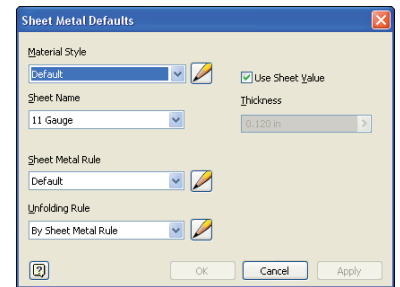 Sheet Metal Defaults
Material Style
Default
Use Sheet Value
Sheet Name
Thickness
11 Gauge
0.120 in
Sheet Metal Rule
Default
Unfolding Rule
By Sheet Metal Rule
OK
Cancel
Apply